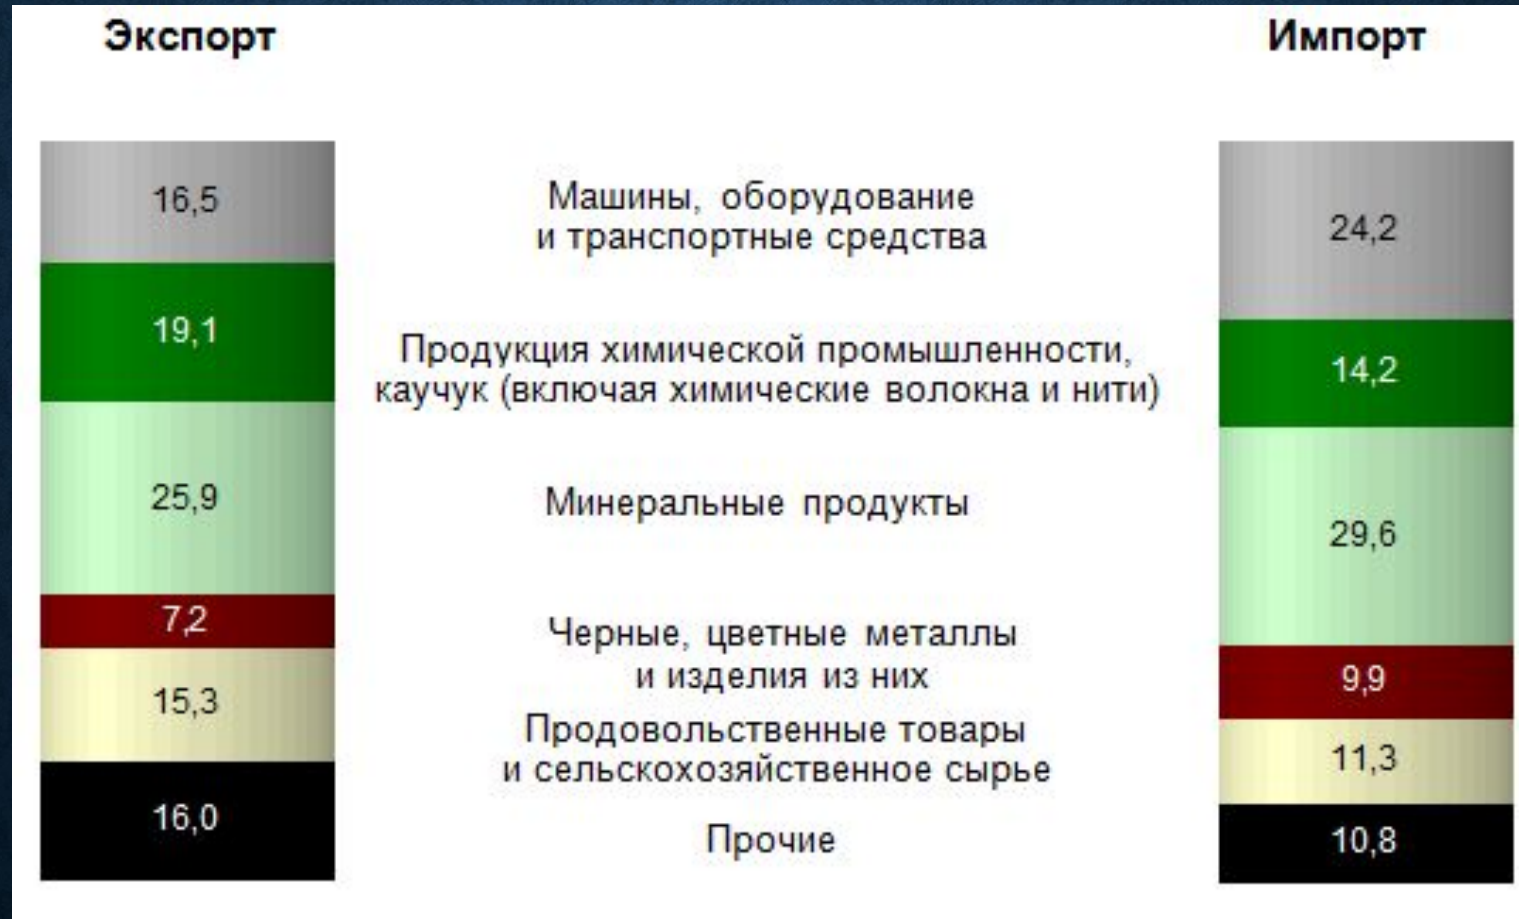 Экспорт
Импорт
16,5
Машины, оборудование
и транспортные средства
24,2
19,1
Продукция химической промышленности,
каучук (включая химические волокна и нити)
14,2
25,9
Минеральные продукты
29,6
7,2
Черные, цветные металлы
и изделия из них
9,9
15,3
Продовольственные товары
и сельскохозяйственное сырье
11,3
16,0
Прочие
10,8